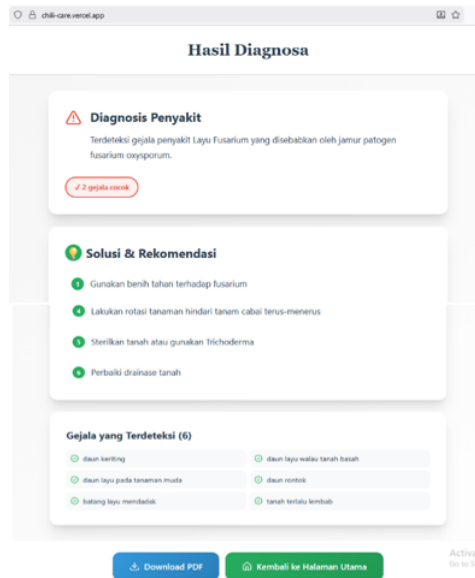 chili-care.vercel.app
Hasil Diagnosa
Diagnosis Penyakit
Terdeteksi gejala penyakit Layu Fusarium yang disebabkan oleh jamur patogen
fusarium oxysporum.
✓ 2 gejala cocok
Solusi & Rekomendasi
1 Gunakan benih tahan terhadap fusarium
4 Lakukan rotasi tanaman hindari tanam cabai terus-menerus
5 Sterilkan tanah atau gunakan Trichoderma
6 Perbaiki drainase tanah
Gejala yang Terdeteksi (6)
daun keriting
daun layu walau tanah basah
daun layu pada tanaman muda
daun rontok
batang layu mendadak
tanah terlalu lembab
Activa
Go to
Download PDF
Kembali ke Halaman Utama